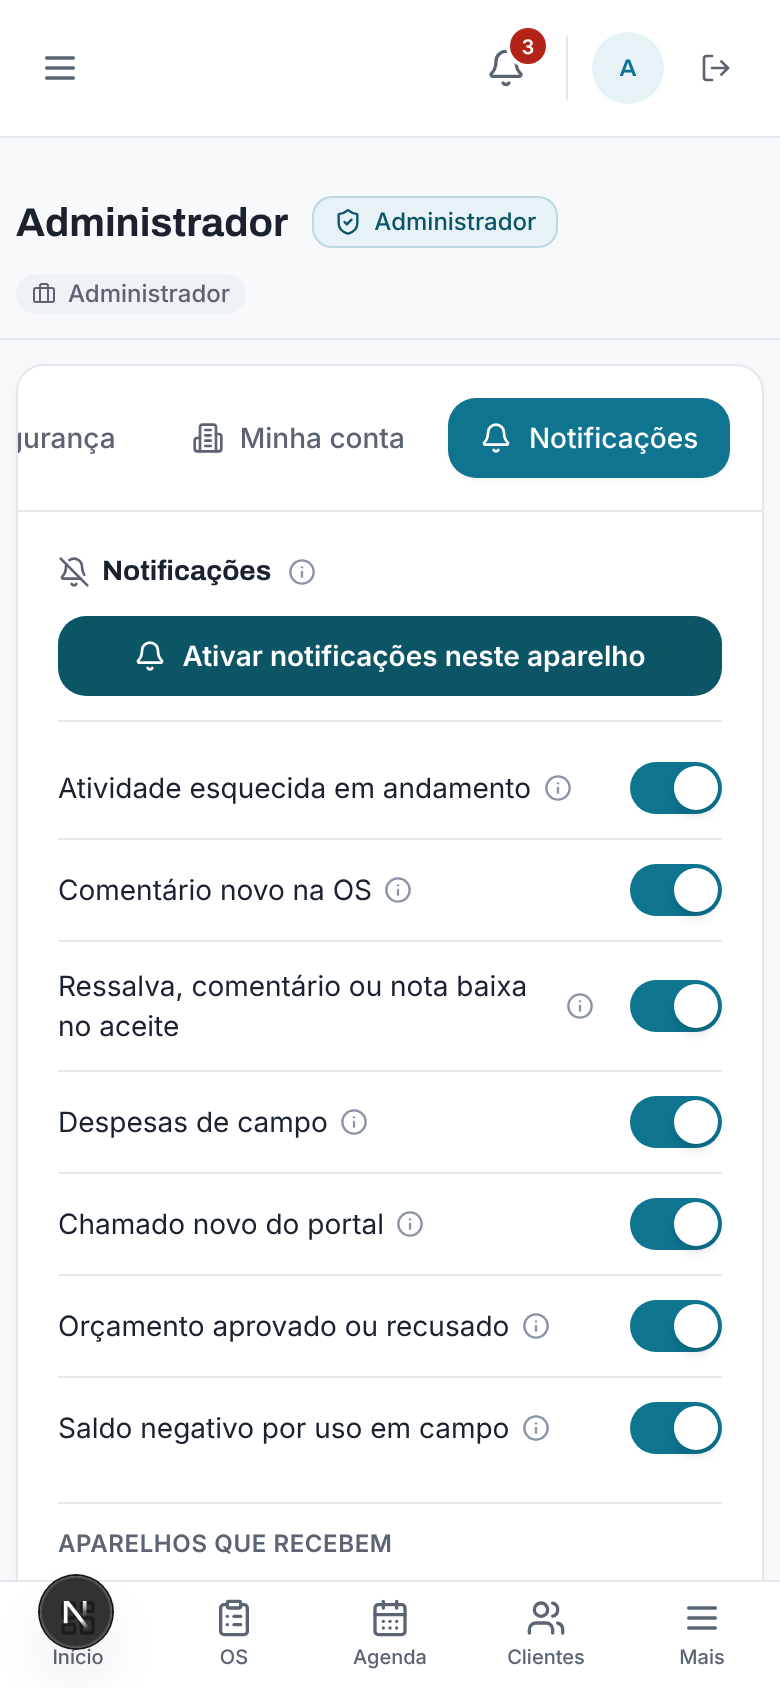 3
A
Administrador
Administrador
Administrador
gurança
Minha conta
Notificações
Notificações
Ativar notificações neste aparelho
Atividade esquecida em andamento
Comentário novo na OS
Ressalva, comentário ou nota baixa
no aceite
Despesas de campo
Chamado novo do portal
Orçamento aprovado ou recusado
Saldo negativo por uso em campo
APARELHOS QUE RECEBEM
N
Início
OS
Agenda
Clientes
Mais